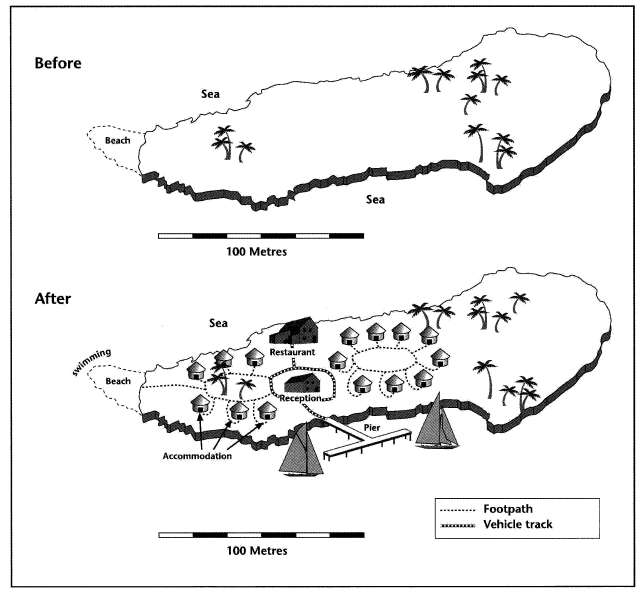 Before
Sea
Beach
Sea
100 Metres
After
Sea
swimming
Restaurant
Beach
Reception
Pier
Accommodation
Footpath
Vehicle track
100 Metres